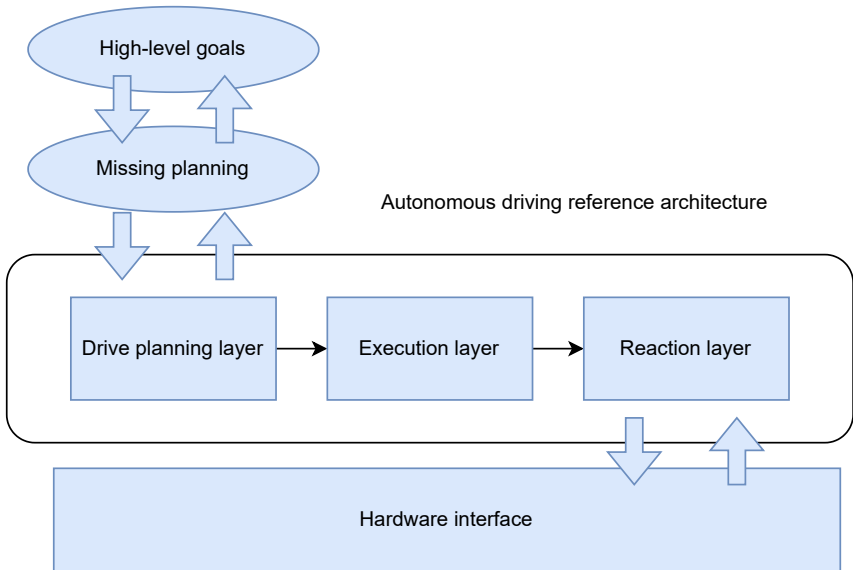 High-level goals
Missing planning
Autonomous driving reference architecture
Drive planning layer
Execution layer
Reaction layer
Hardware interface